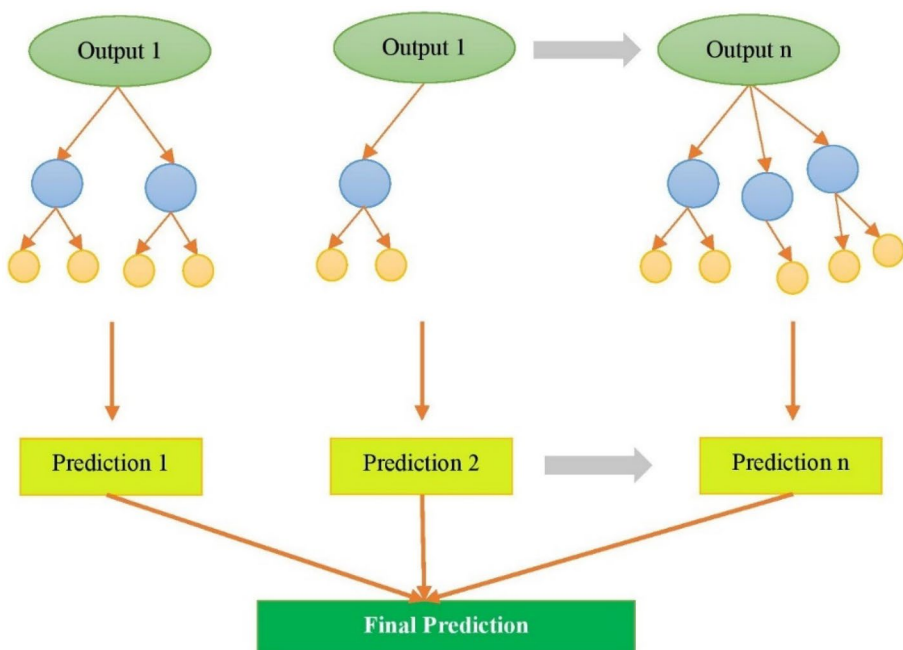 Output 1
Output 1
Output n
Prediction 1
Prediction 2
Prediction n
Final Prediction